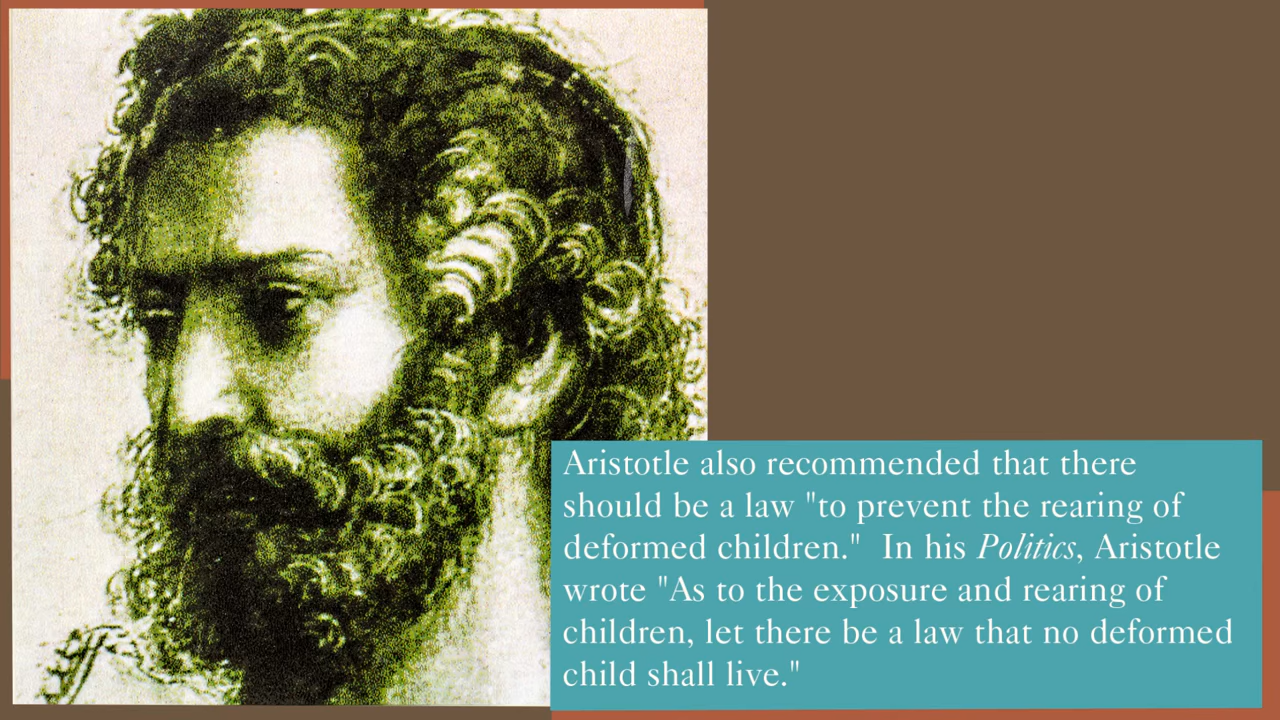 Aristotle also recommended that there
should be a law "to prevent the rearing of
deformed children."  In his Politics, Aristotle
wrote "As to the exposure and rearing of
children, let there be a law that no deformed
child shall live."